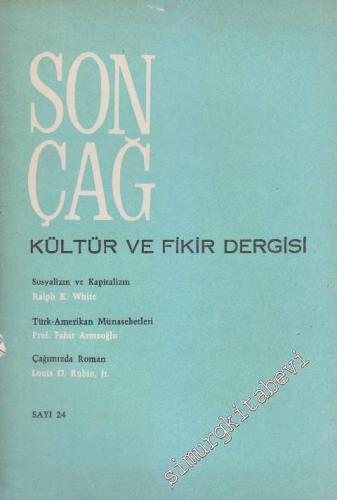 SON
ÇAĞ
KÜLTÜR VE FİKİR DERGİSİ
Sosyalizm ve Kapitalizm
Ralph K. White
Türk-Amerikan Münasebetleri
Prof. Fahir Armaoğlu
Çağımızda Roman
Louis D. Rubin, Jr.
SAYI 24
simurgkitabevi